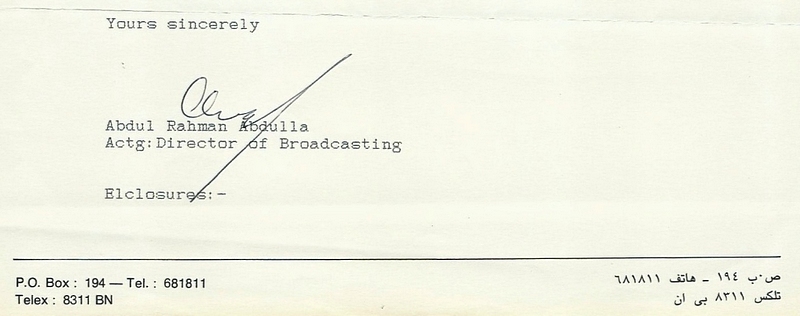 Yours sincerely
Abdul Rahman Abdulla
Actg:Director of Broadcasting
Elclosures:-
P.O. Box : 194 — Tel. : 681811
Telex : 8311 BN
ص.ب ١٩٤ ـ هاتف ٦٨١٨١١
تلكس ٨٣١١ بى ان